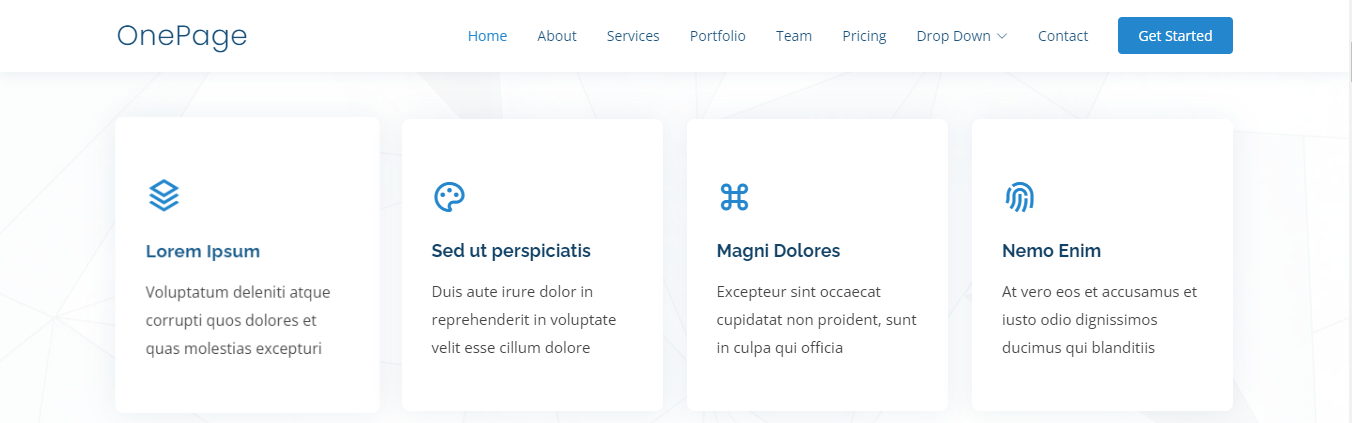 OnePage
Home About Services Portfolio Team Pricing Drop Down Contact Get Started
Lorem Ipsum
Voluptatum deleniti atque
corrupti quos dolores et
quas molestias excepturi
Sed ut perspiciatis
Duis aute irure dolor in
reprehenderit in voluptate
velit esse cillum dolore
Magni Dolores
Excepteur sint occaecat
cupidatat non proident, sunt
in culpa qui officia
Nemo Enim
At vero eos et accusamus et
iusto odio dignissimos
ducimus qui blanditiis